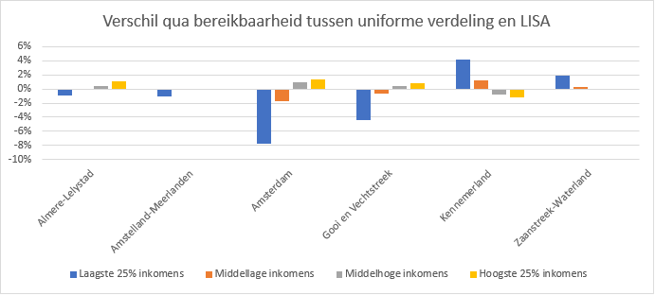 Verschil qua bereikbaarheid tussen uniforme verdeling en LISA
6%
4%
2%
0%
-2%
-4%
-6%
-8%
-10%
Almere-Lelystad
Amstelland-Meerlanden
Amsterdam
Gooi en Vechtstreek
Kennemerland
Zaanstreek-Waterland
Laagste 25% inkomens
Middellage inkomens
Middelhoge inkomens
Hoogste 25% inkomens